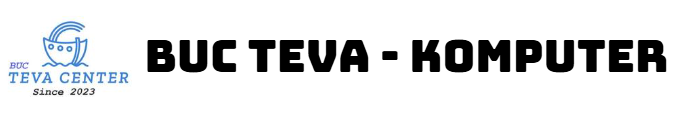 BUC
TEVA CENTER
Since 2023
BUC TEVA - KOMPUTER